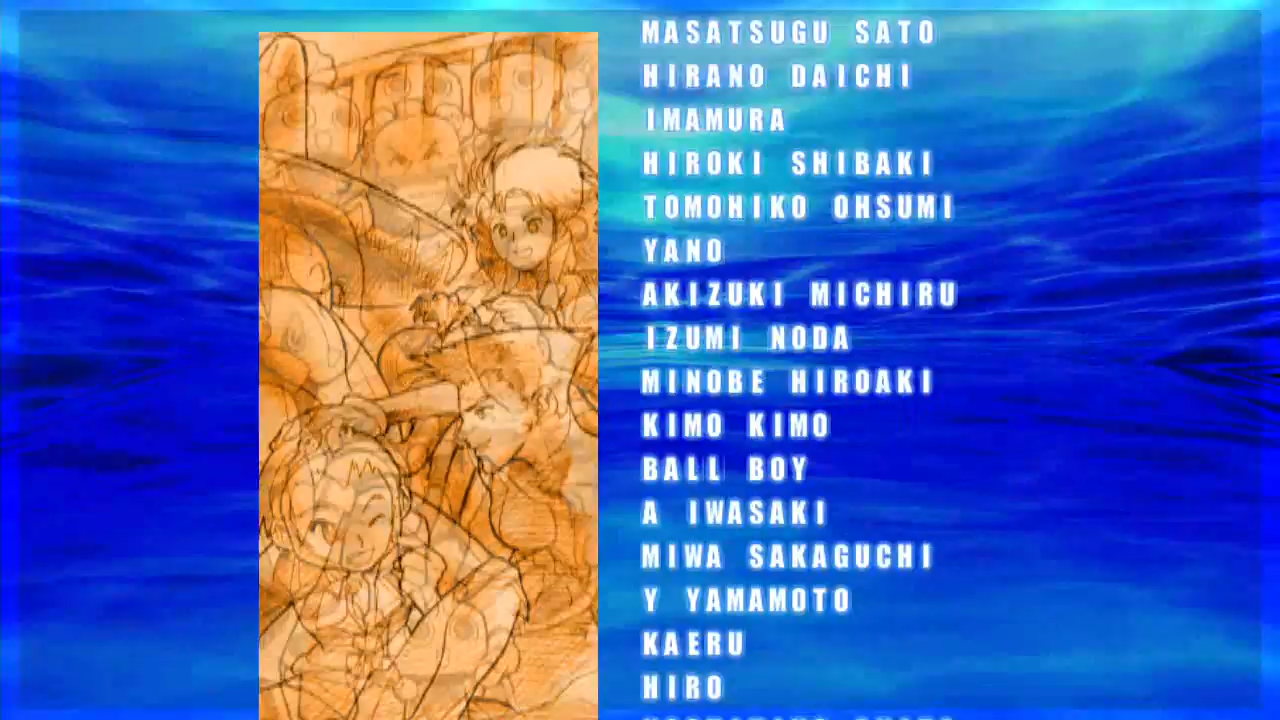 MASATSUGU SATO
HIRANO DAICHI
IMAMURA
HIROKI SHIBAKI
TOMOHIKO OHSUMI
YANO
AKIZUKI MICHIRU
IZUMI NODA
MINOBE HIROAKI
KIMO KIMO
BALL BOY
A IWASAKI
MIWA SAKAGUCHI
Y YAMAMOTO
KAERU
HIRO